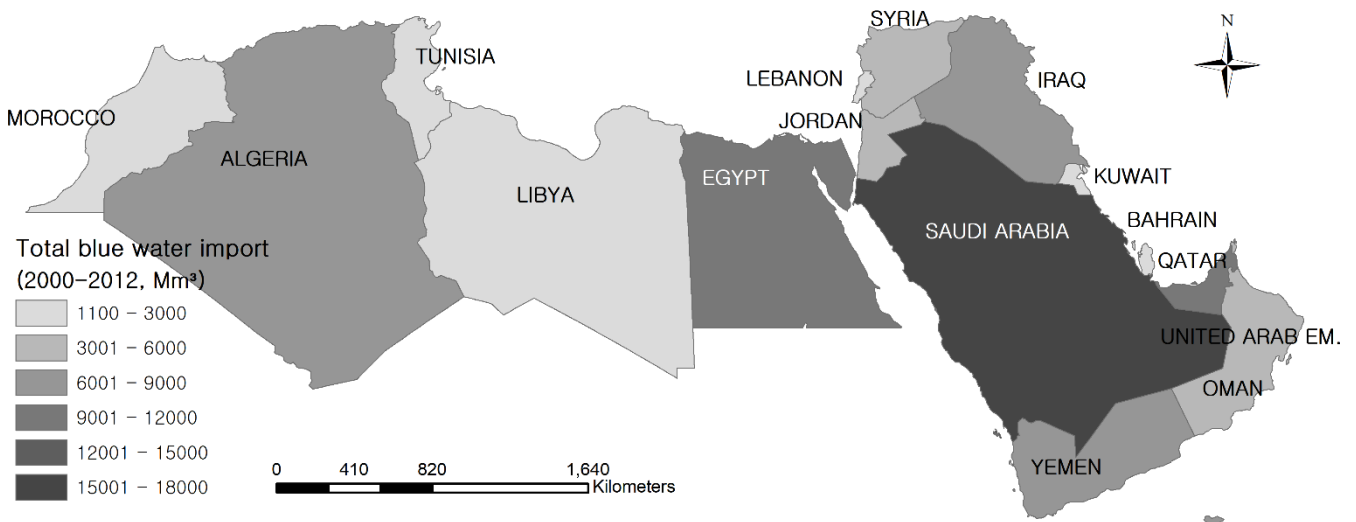 SYRIA
N
TUNISIA
LEBANON
IRAQ
MOROCCO
JORDAN
ALGERIA
EGYPT
KUWAIT
LIBYA
BAHRAIN
SAUDI ARABIA
QATAR
UNITED ARAB EM.
OMAN
YEMEN
Total blue water import
(2000-2012, Mm³)
1100 - 3000
3001 - 6000
6001 - 9000
9001 - 12000
12001 - 15000
15001 - 18000
0 410 820 1,640
Kilometers